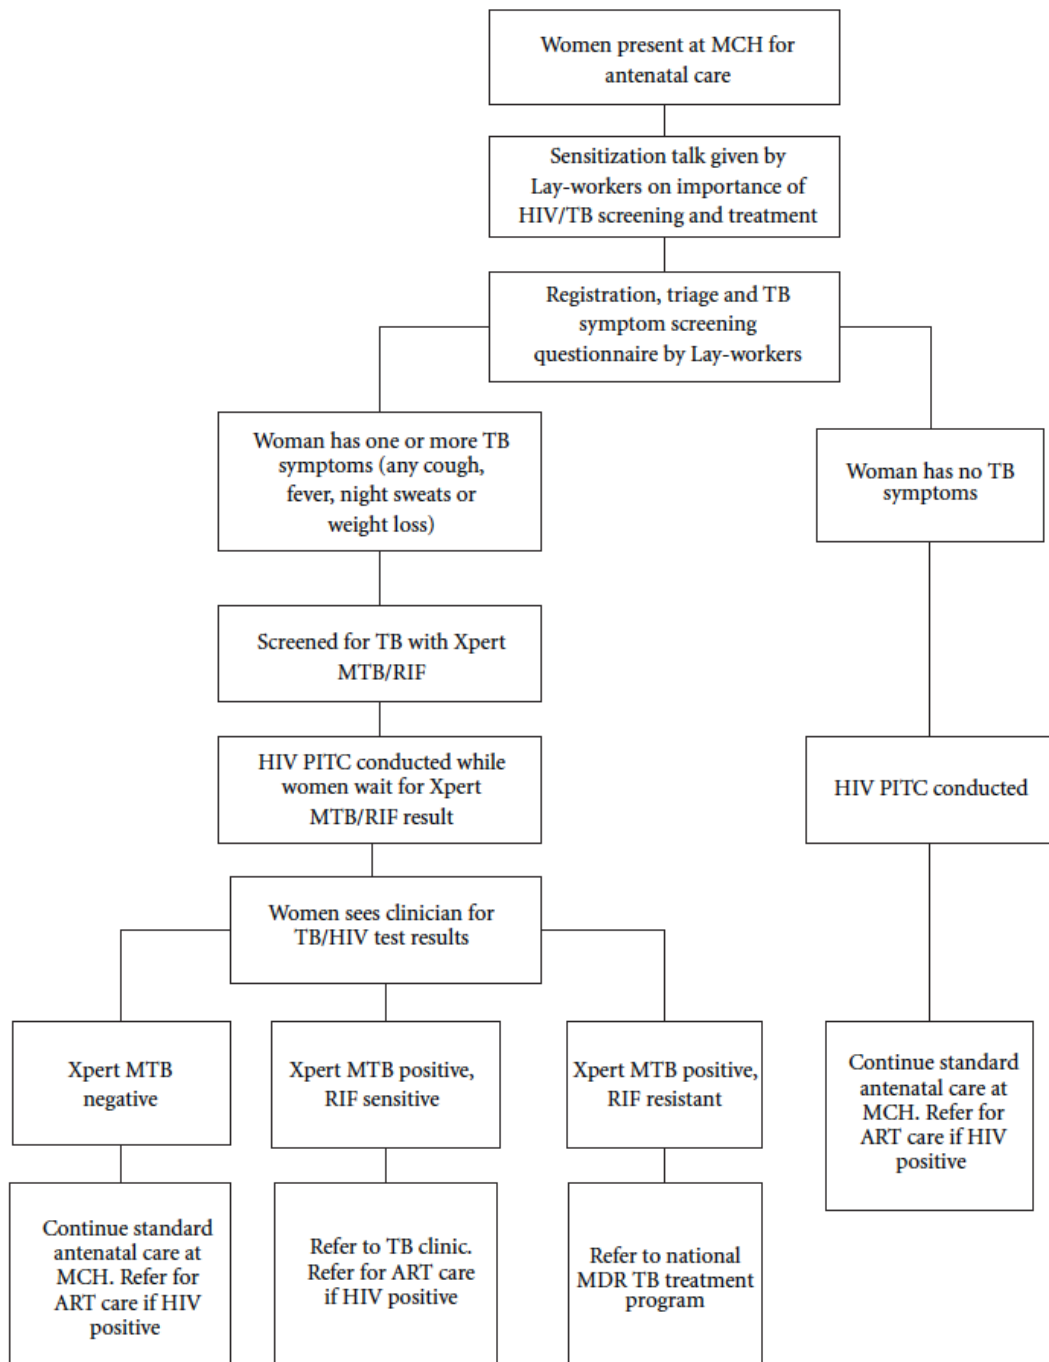 Women present at MCH for
antenatal care
Sensitization talk given by
Lay-workers on importance of
HIV/TB screening and treatment
Registration, triage and TB
symptom screening
questionnaire by Lay-workers
Woman has one or more TB
symptoms (any cough,
fever, night sweats or
weight loss)
Woman has no TB
symptoms
Screened for TB with Xpert
MTB/RIF
HIV PITC conducted while
women wait for Xpert
MTB/RIF result
HIV PITC conducted
Women sees clinician for
TB/HIV test results
Xpert MTB
negative
Xpert MTB positive,
RIF sensitive
Xpert MTB positive,
RIF resistant
Continue standard
antenatal care at
MCH. Refer for
ART care if HIV
positive
Continue standard
antenatal care at
MCH. Refer for
ART care if HIV
positive
Refer to TB clinic.
Refer for ART care
if HIV positive
Refer to national
MDR TB treatment
program